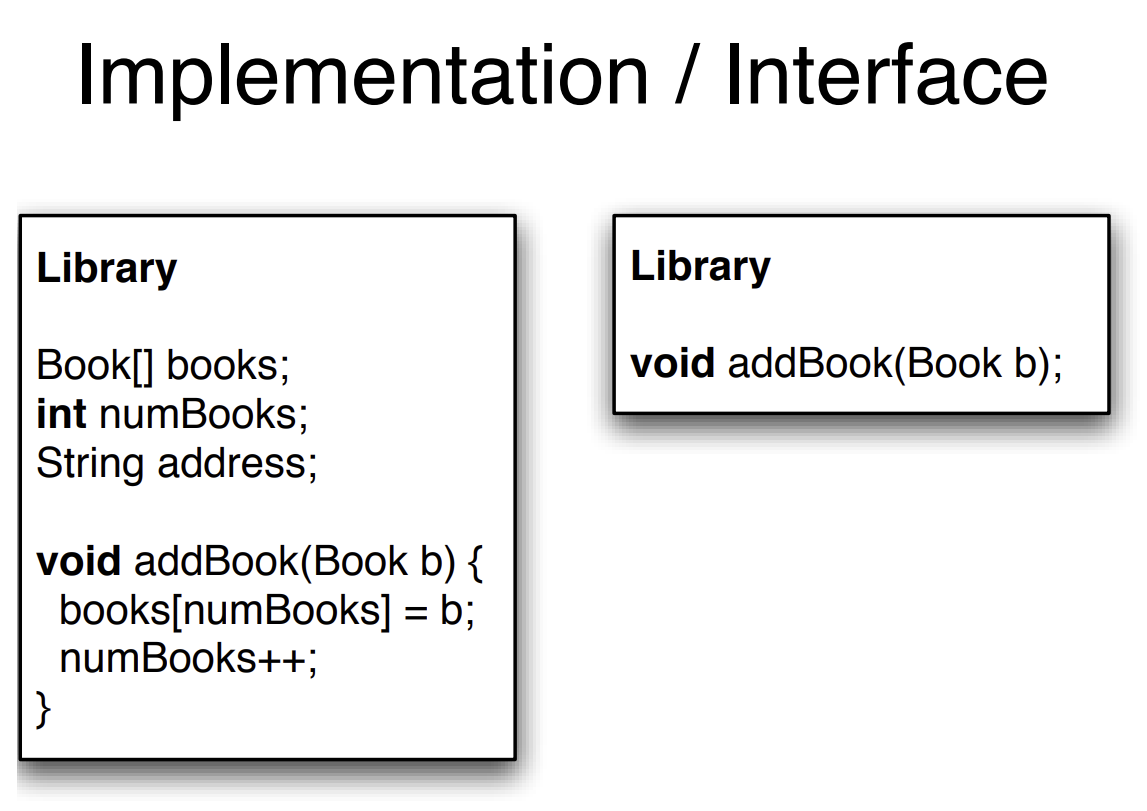 Implementation / Interface
Library
Book[] books;
int numBooks;
String address;
void addBook(Book b) {
books[numBooks] = b;
numBooks++;
}
Library
void addBook(Book b);